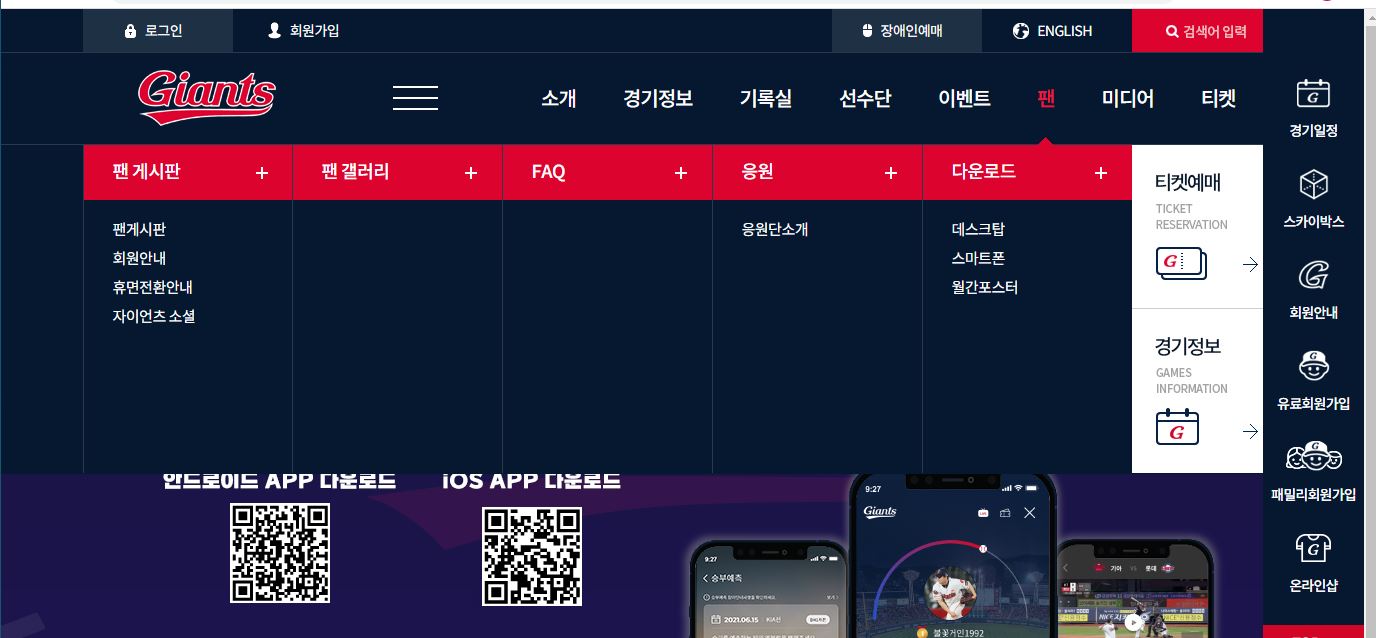 로그인
회원가입
장애인예매
ENGLISH
검색어 입력
Giants
소개
경기정보
기록실
선수단
이벤트
팬
미디어
티켓
팬 게시판
팬 갤러리
FAQ
응원
다운로드
팬게시판
회원안내
휴면전환안내
자이언츠 소셜
응원단소개
데스크탑
스마트폰
월간포스터
티켓예매
TICKET
RESERVATION
G
경기정보
GAMES
INFORMATION
G
G
경기일정
스카이박스
G
회원안내
G
유료회원가입
G
패밀리회원가입
G
온라인샵
안드로이드 APP 다운로드
iOS APP 다운로드
9:27
승부예측
2021.06.15 KIA전
9:27
Giants
불꽃거인1992
기아 VS 롯데